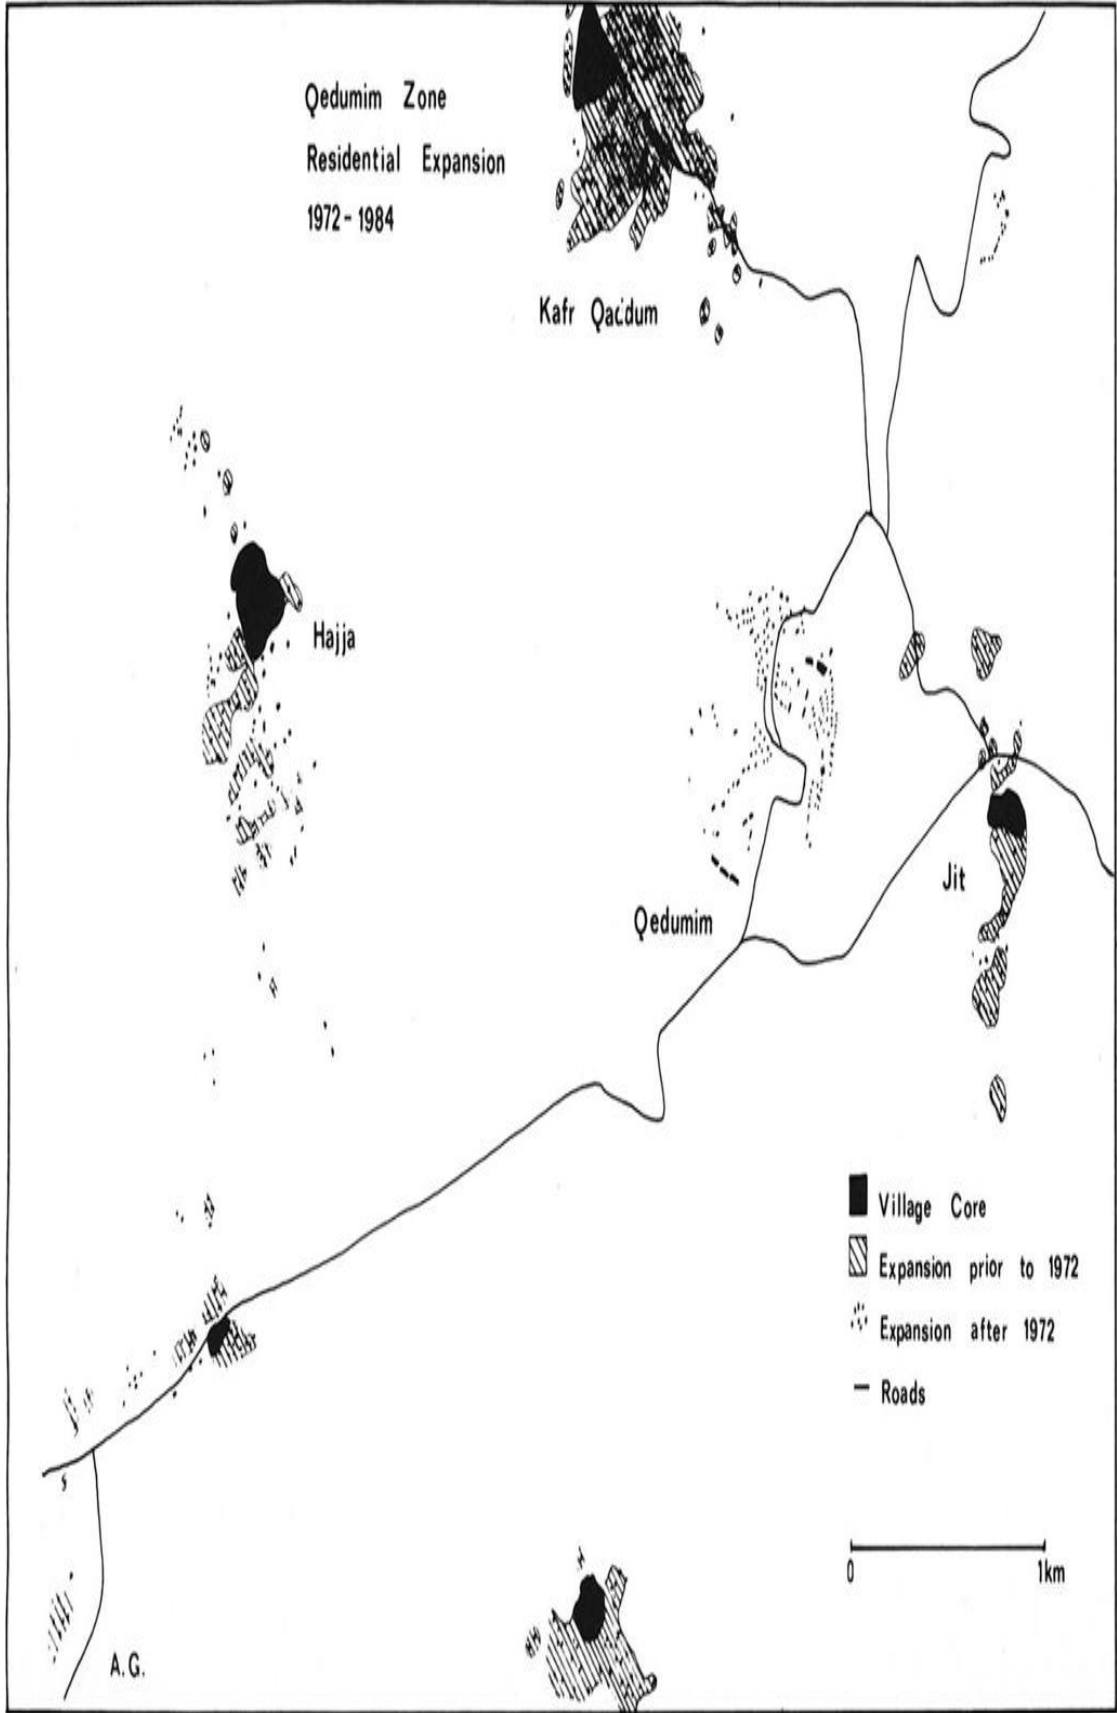 Qedumim Zone
Residential Expansion
1972-1984
Kafr Qaddum
Hajja
Qedumim
Jit
Village Core
Expansion prior to 1972
Expansion after 1972
Roads
0 1km
A.G.